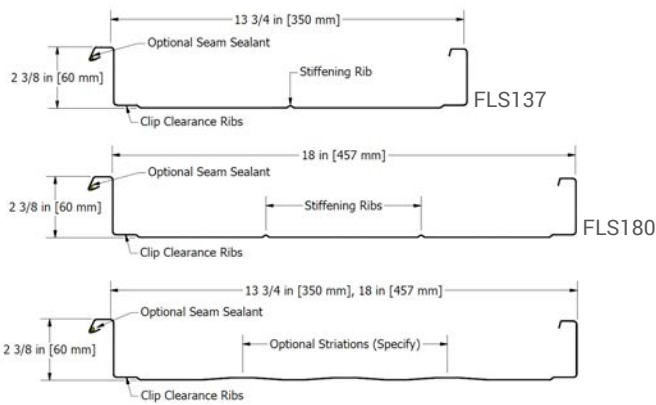 13 3/4 in [350 mm]
Optional Seam Sealant
2 3/8 in [60 mm]
Stiffening Rib
FLS137
Clip Clearance Ribs
18 in [457 mm]
Optional Seam Sealant
2 3/8 in [60 mm]
Stiffening Ribs
FLS180
Clip Clearance Ribs
13 3/4 in [350 mm], 18 in [457 mm]
Optional Seam Sealant
2 3/8 in [60 mm]
Optional Striations (Specify)
Clip Clearance Ribs